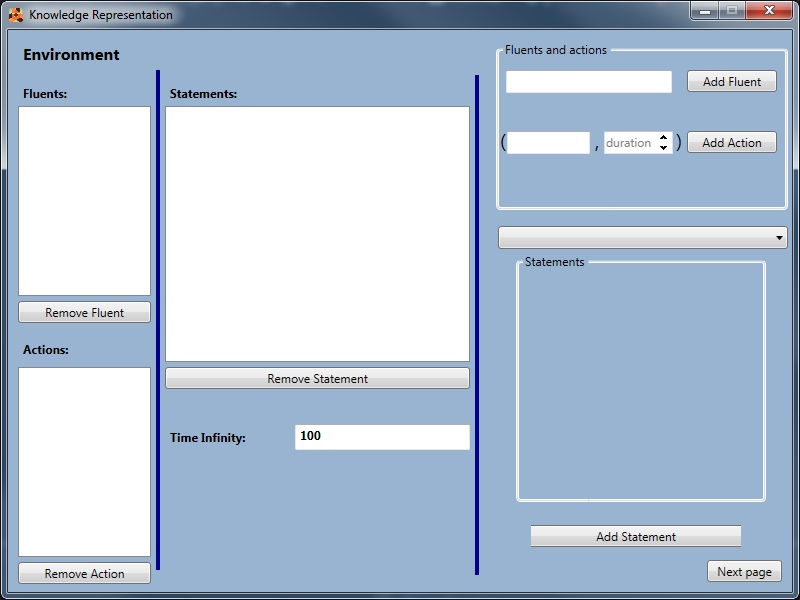 Knowledge Representation
Environment
Fluents:
Remove Fluent
Actions:
Remove Action
Statements:
Remove Statement
Time Infinity: 100
Fluents and actions
Add Fluent
( , duration ) Add Action
Statements
Add Statement
Next page